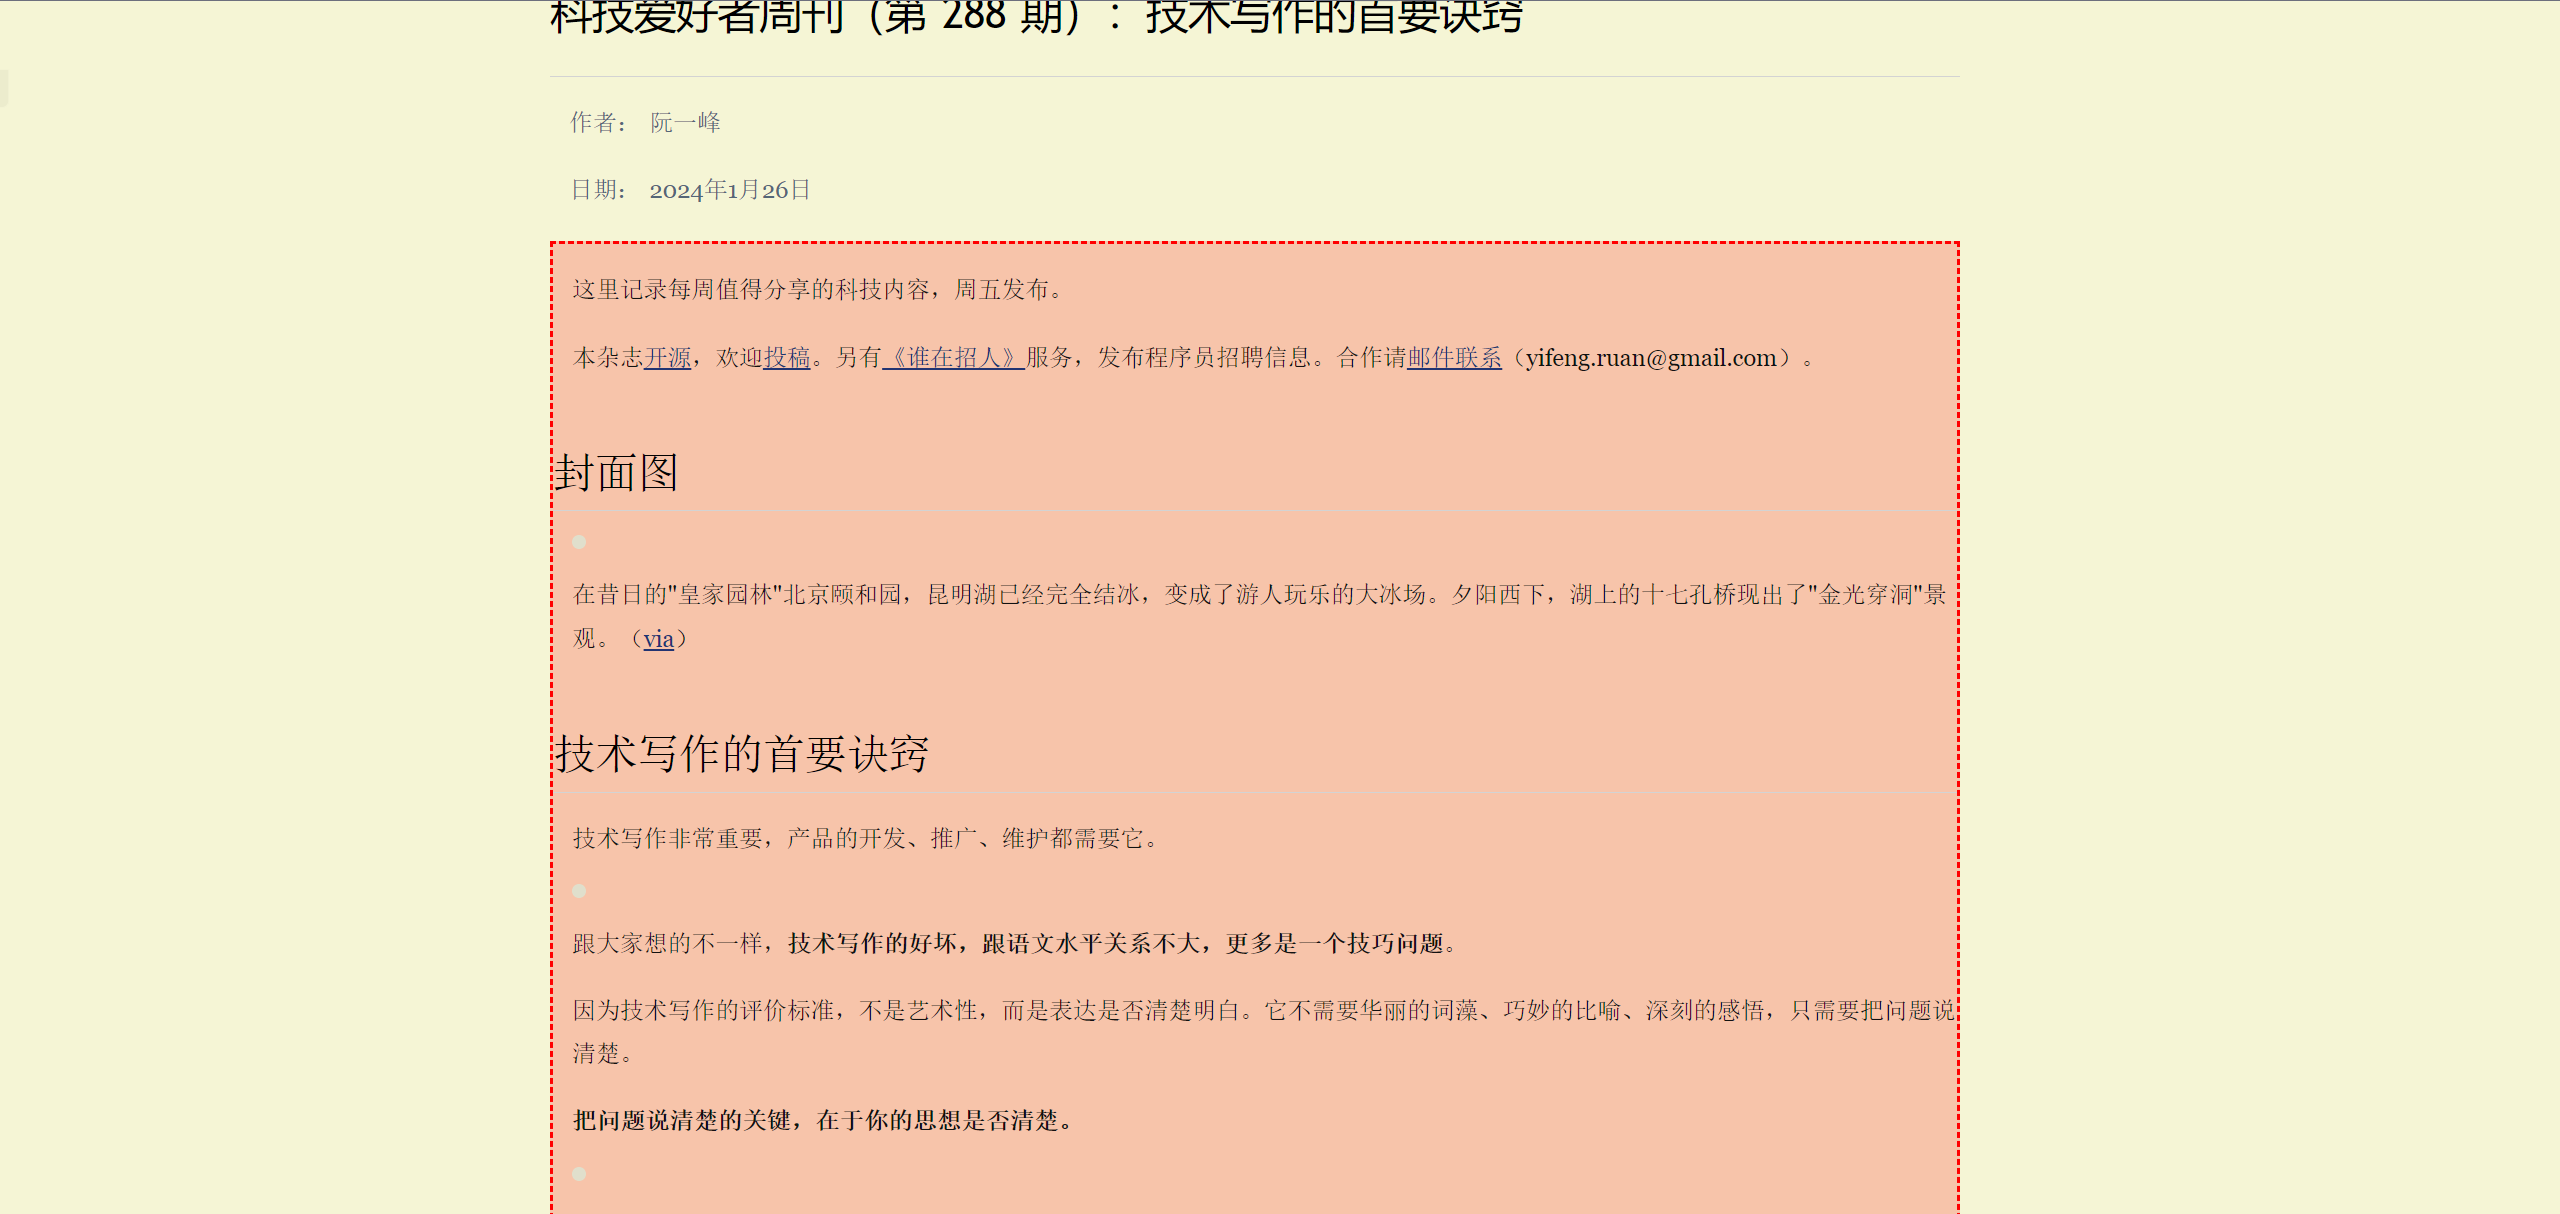 科技爱好者周刊（第 288 期）：技术写作的首要诀窍
作者： 阮一峰
日期： 2024年1月26日
这里记录每周值得分享的科技内容，周五发布。
本杂志开源，欢迎投稿。另有《谁在招人》服务，发布程序员招聘信息。合作请邮件联系（yifeng.ruan@gmail.com）。
封面图
在昔日的"皇家园林"北京颐和园，昆明湖已经完全结冰，变成了游人玩乐的大冰场。夕阳西下，湖上的十七孔桥现出了"金光穿洞"景
观。（via）
技术写作的首要诀窍
技术写作非常重要，产品的开发、推广、维护都需要它。
跟大家想的不一样，技术写作的好坏，跟语文水平关系不大，更多是一个技巧问题。
因为技术写作的评价标准，不是艺术性，而是表达是否清楚明白。它不需要华丽的词藻、巧妙的比喻、深刻的感悟，只需要把问题说
清楚。
把问题说清楚的关键，在于你的思想是否清楚。